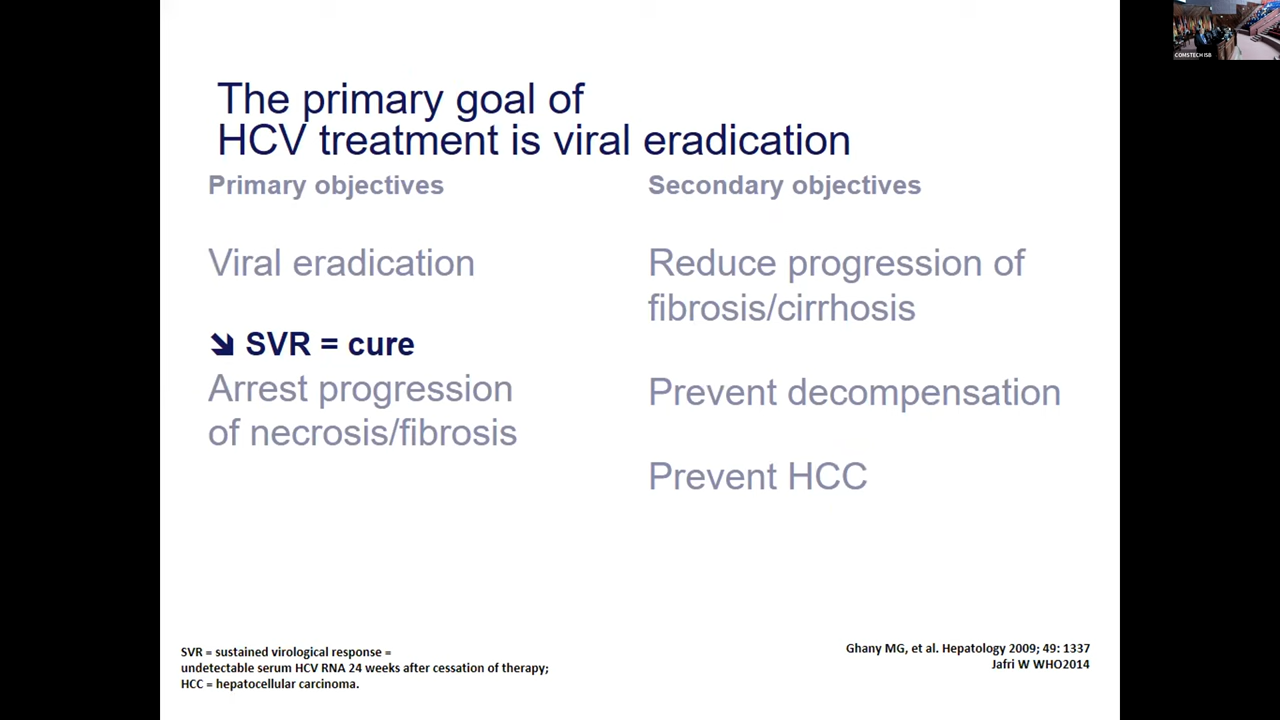 The primary goal of
HCV treatment is viral eradication
Primary objectives
Viral eradication
➘ SVR = cure
Arrest progression
of necrosis/fibrosis
Secondary objectives
Reduce progression of
fibrosis/cirrhosis
Prevent decompensation
Prevent HCC
SVR = sustained virological response =
undetectable serum HCV RNA 24 weeks after cessation of therapy;
HCC = hepatocellular carcinoma.
Ghany MG, et al. Hepatology 2009; 49: 1337
Jafri W WHO2014
COMSTECH ISB